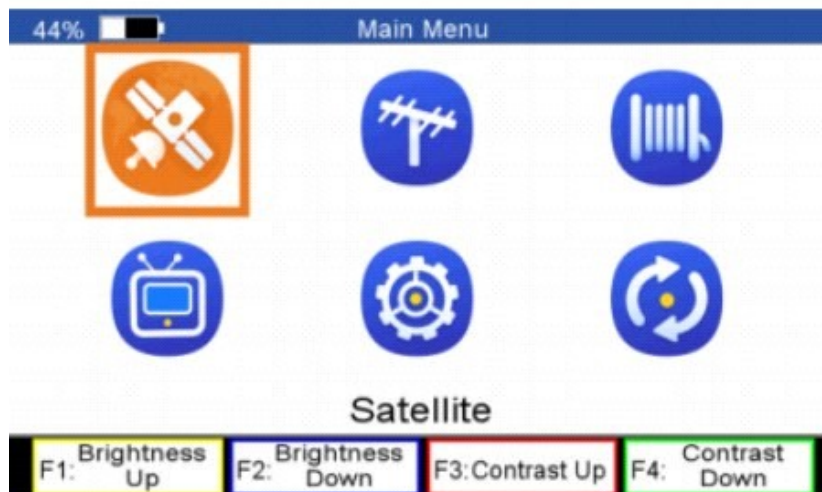 44% Main Menu
Satellite
F1: Brightness Up F2: Brightness Down F3:Contrast Up F4: Contrast Down